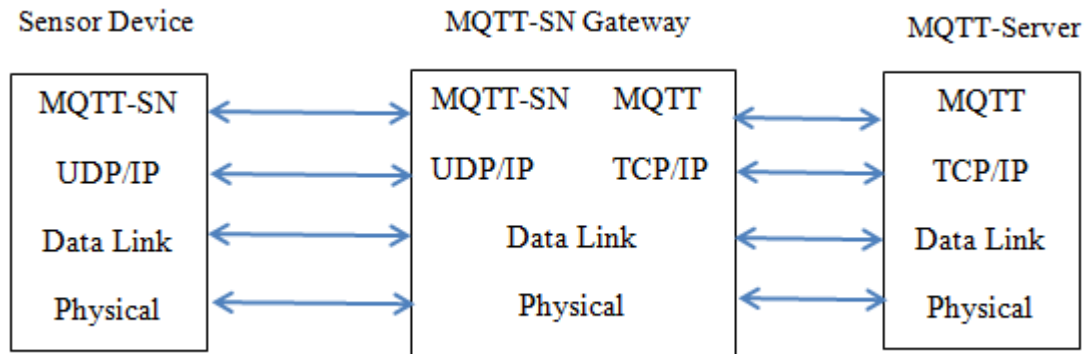 Sensor Device
MQTT-SN Gateway
MQTT-Server
MQTT-SN
UDP/IP
Data Link
Physical
MQTT-SN MQTT
UDP/IP TCP/IP
Data Link
Physical
MQTT
TCP/IP
Data Link
Physical